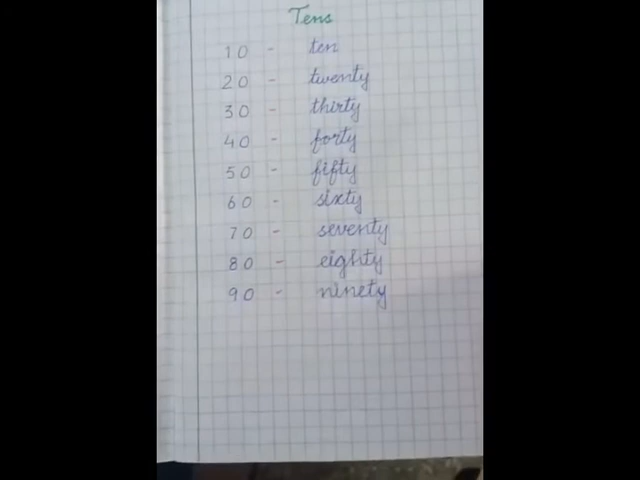 Tens
10 - ten
20 - twenty
30 - thirty
40 - forty
50 - fifty
60 - sixty
70 - seventy
80 - eighty
90 - ninety